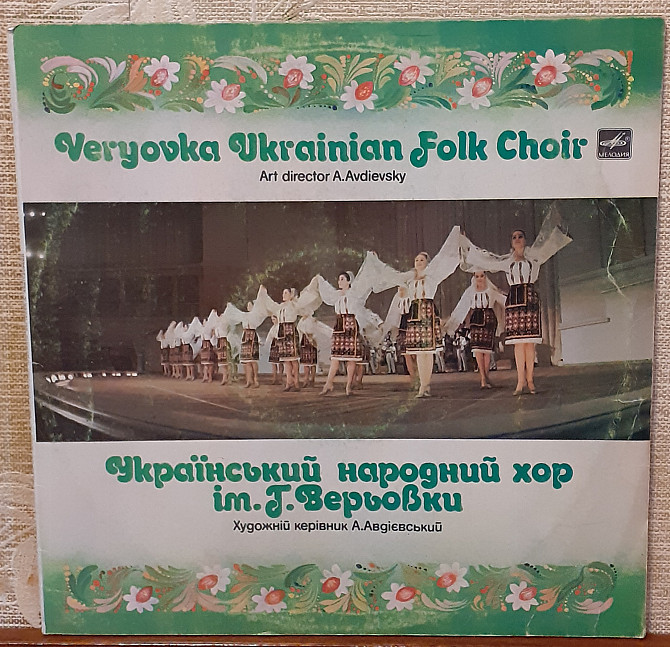 Veryovka Ukrainian Folk Choir
МЕЛОДИЯ
Art director A.Avdievsky
Український народний хор
ім. Г. Верьовки
Художній керівник А.Авдієвський